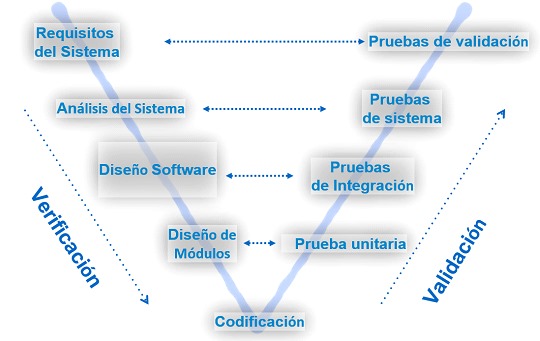 Requisitos
del Sistema
Pruebas de validación
Análisis del Sistema
Pruebas
de sistema
Diseño Software
Pruebas
de Integración
Diseño de
Módulos
Prueba unitaria
Codificación
Verificación
Validación